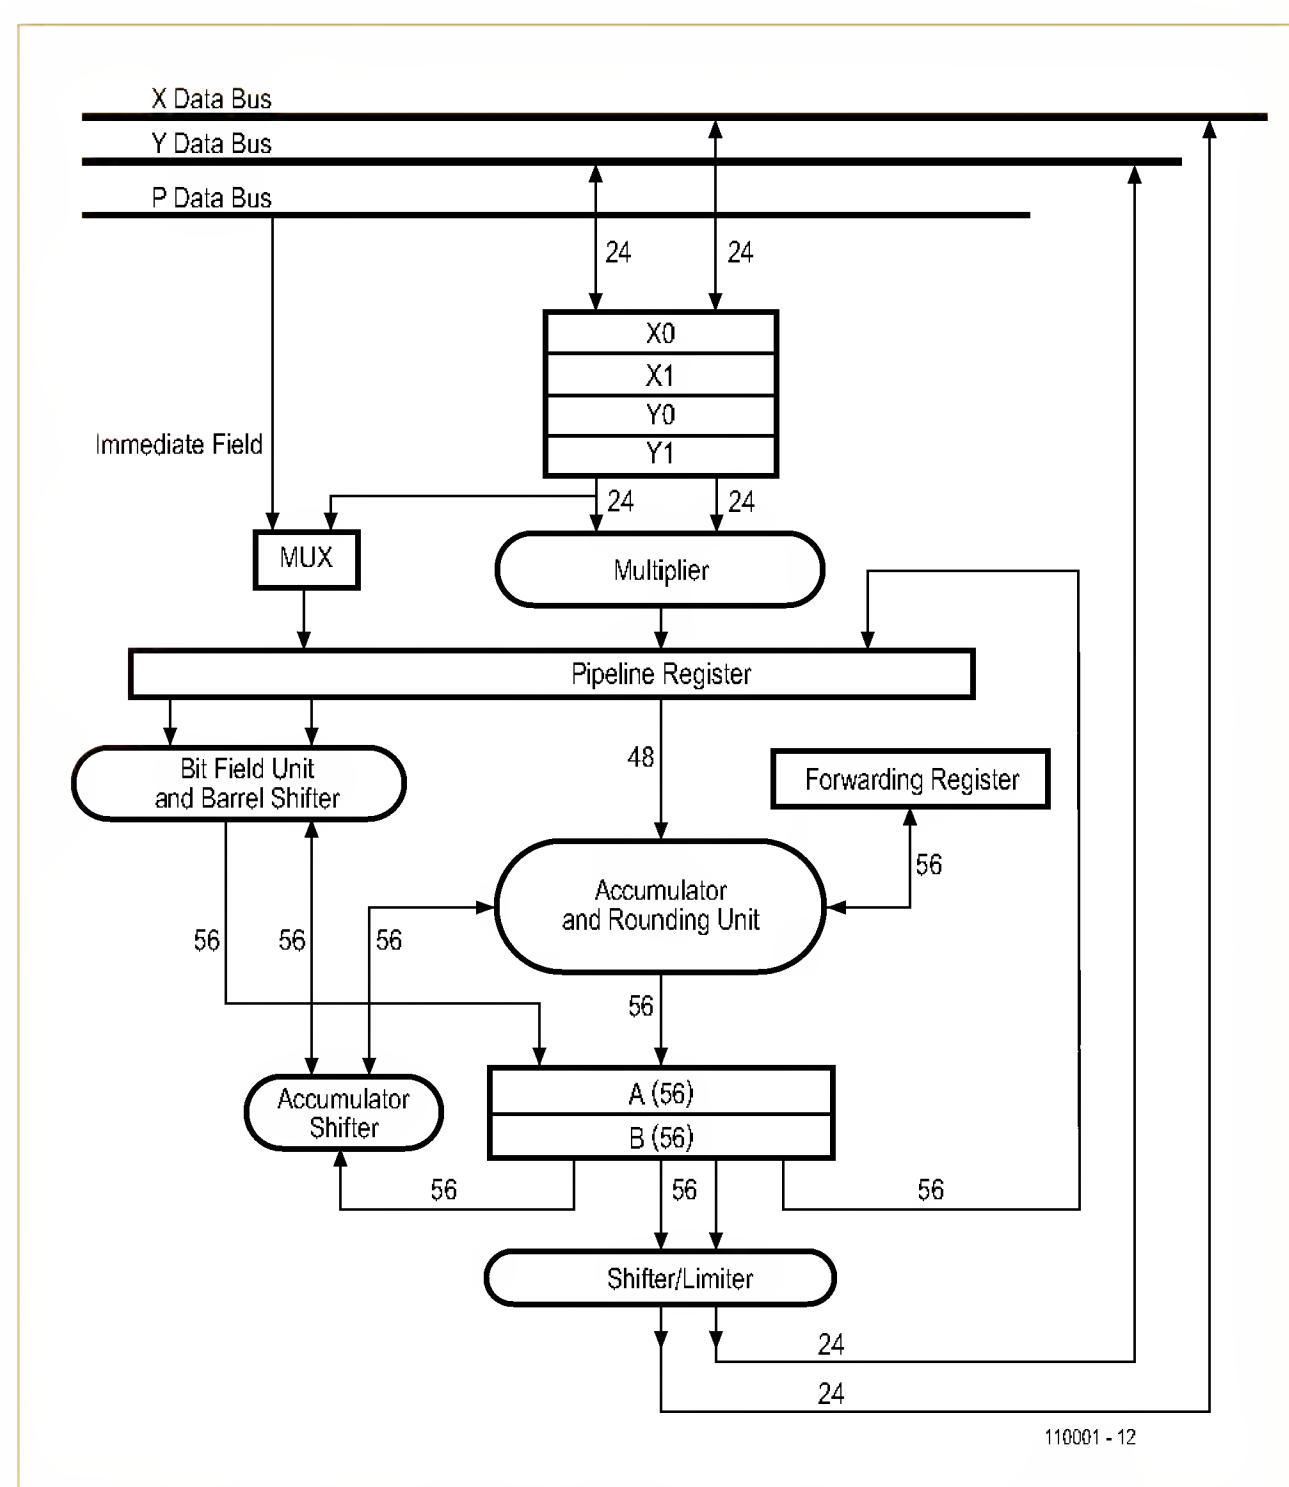 X Data Bus
Y Data Bus
P Data Bus
24
24
X0
X1
Y0
Y1
Immediate Field
24
24
MUX
Multiplier
Pipeline Register
Bit Field Unit
and Barrel Shifter
48
Forwarding Register
56
Accumulator
and Rounding Unit
56
56
56
56
A (56)
B (56)
Accumulator
Shifter
56
56
56
Shifter/Limiter
24
24
110001 - 12